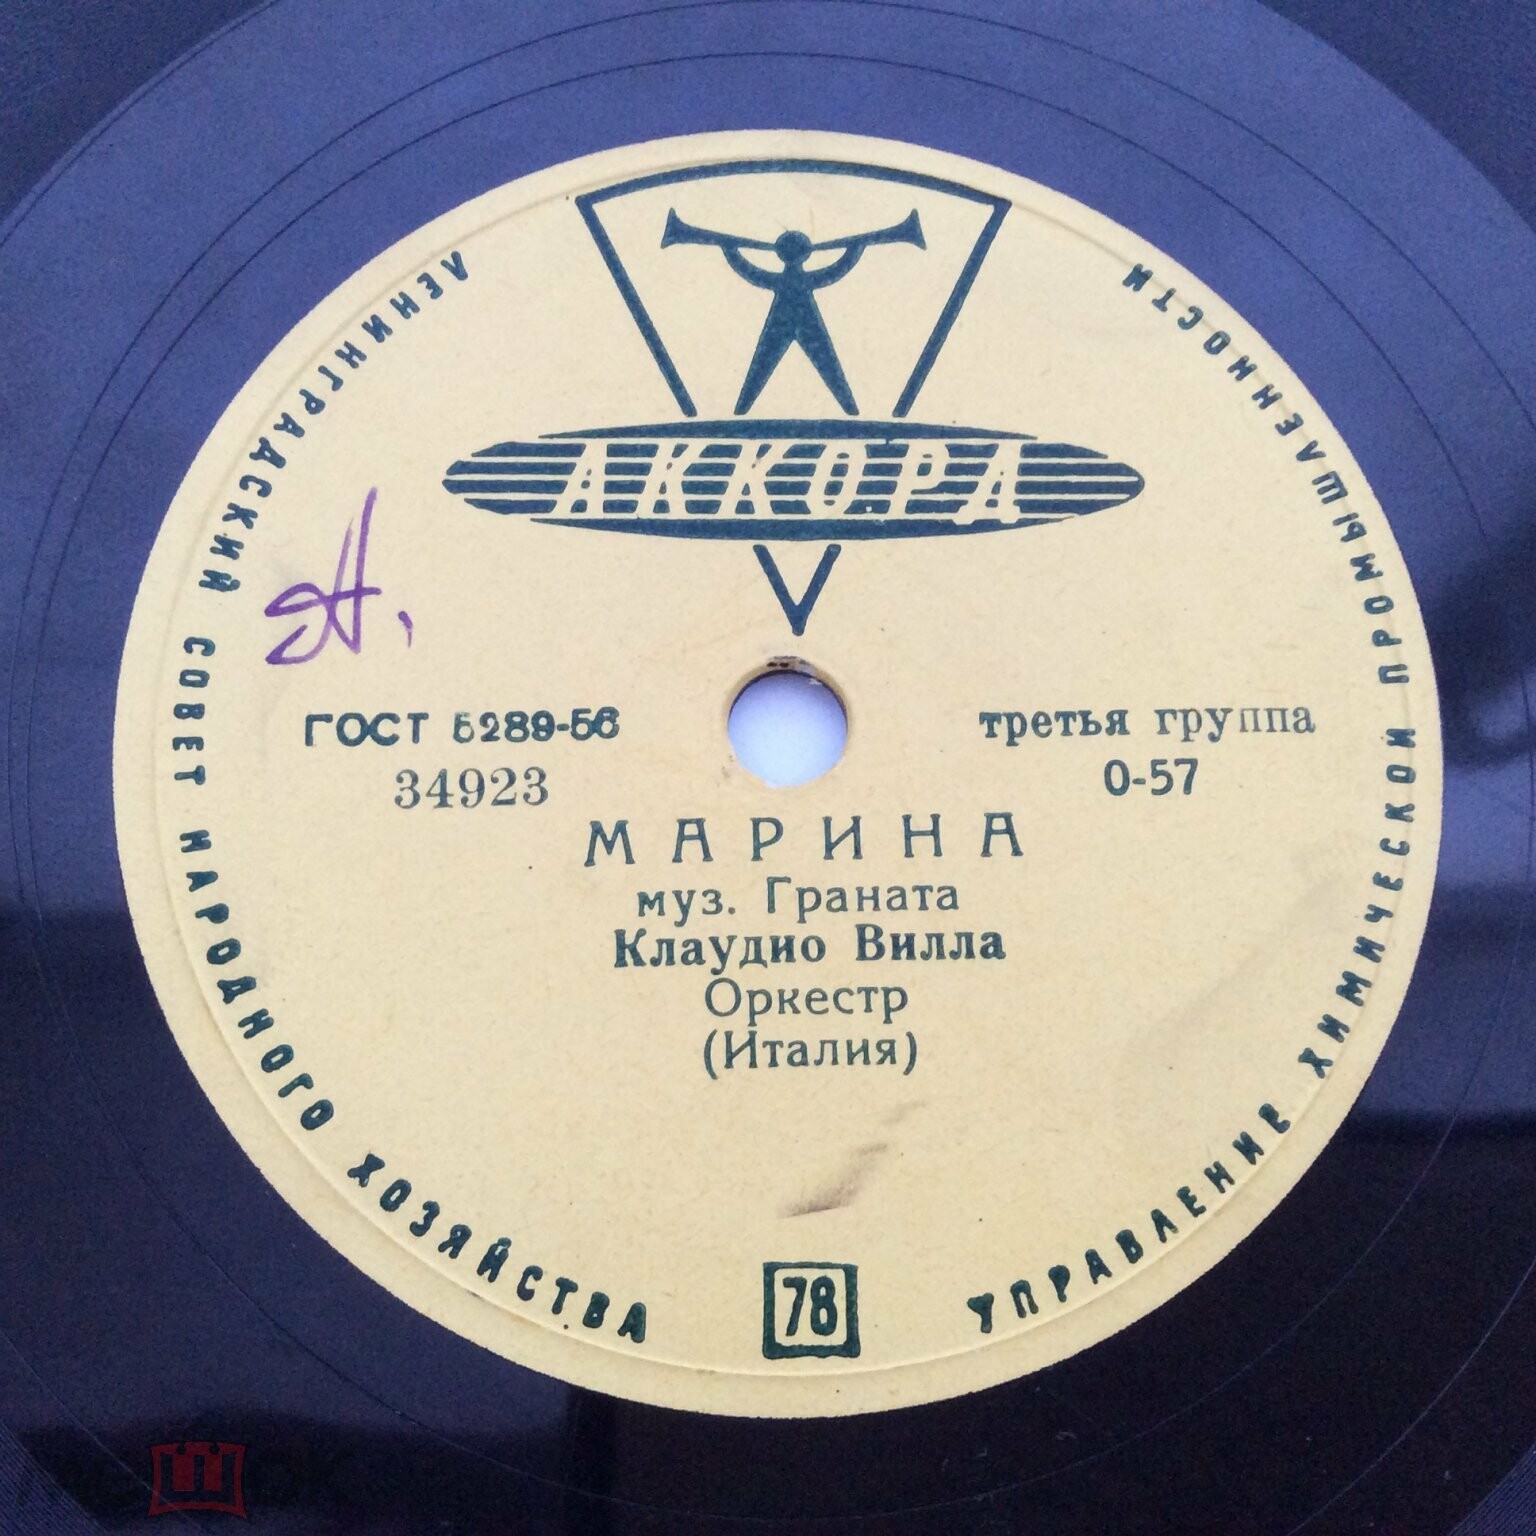 ЛЕНИНГРАДСКИЙ СОВЕТ НАРОДНОГО ХОЗЯЙСТВА
УПРАВЛЕНИЕ ХИМИЧЕСКОЙ ПРОМЫШЛЕННОСТИ
АККОРД
ГОСТ 5289-56
34923
третья группа
0-57
МАРИНА
муз. Граната
Клаудио Вилла
Оркестр
(Италия)
78